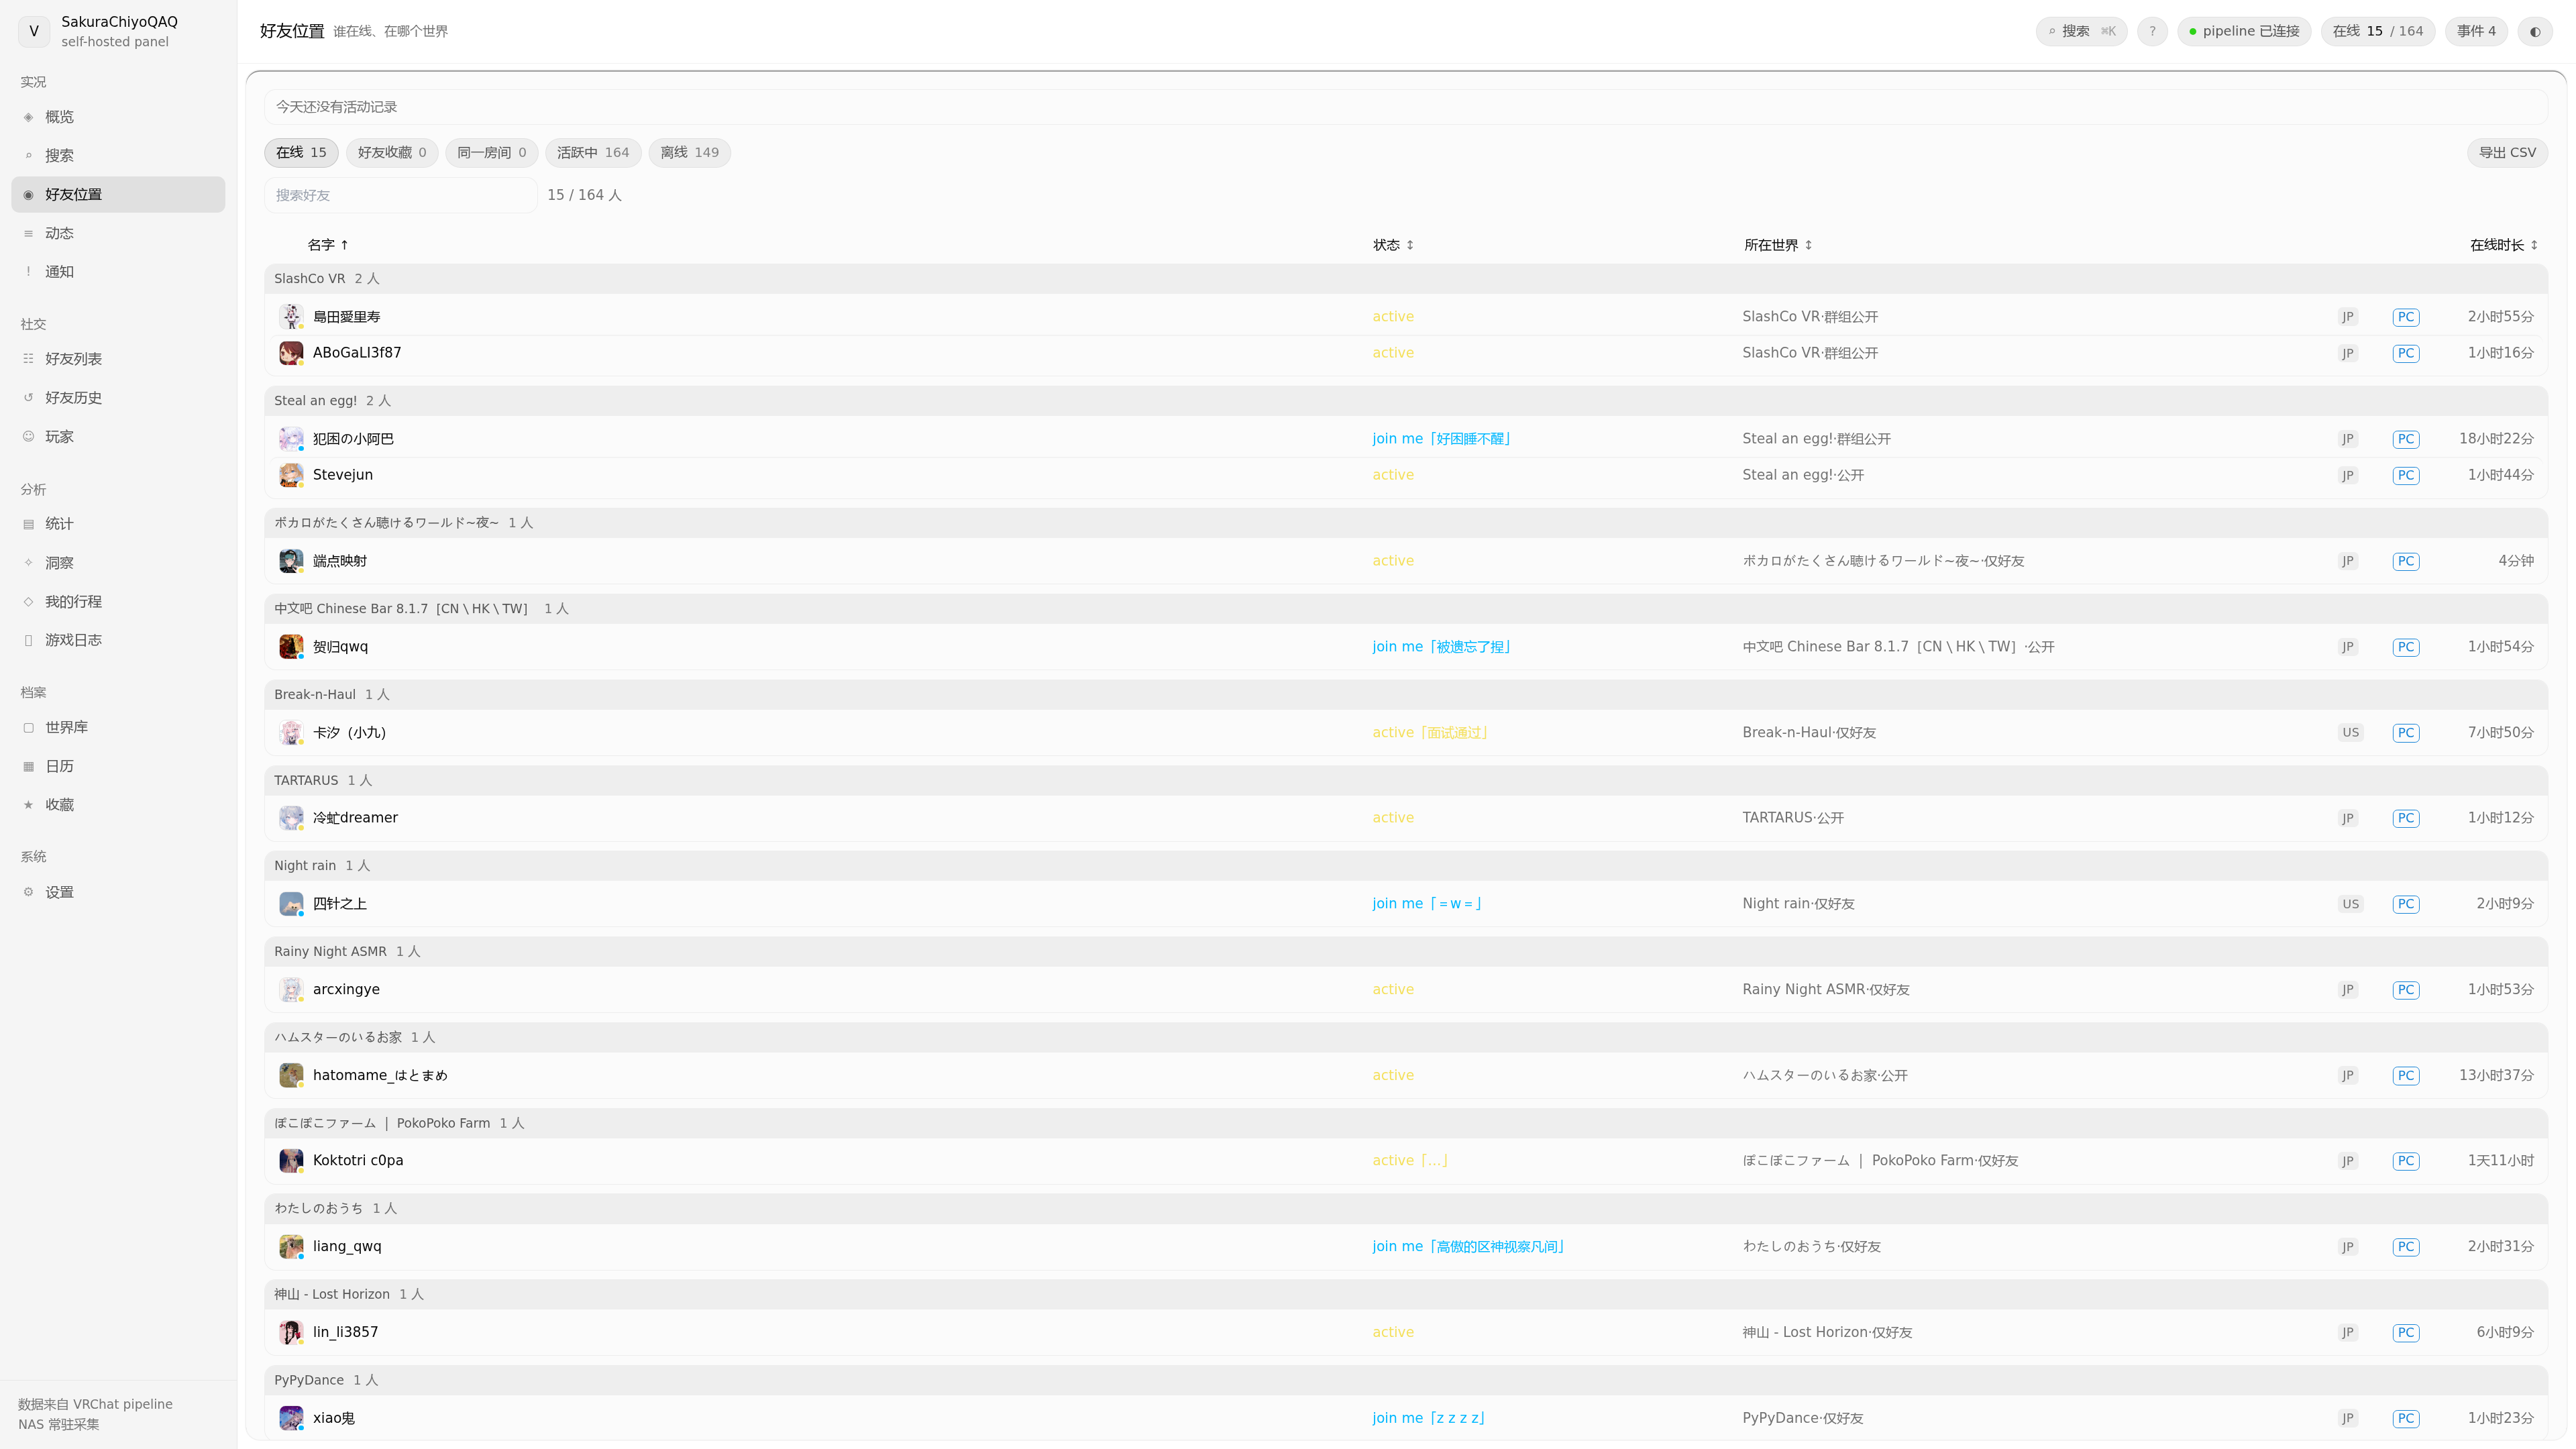 V
SakuraChiyoQAQ
self-hosted panel
实况
概览
搜索
好友位置
动态
通知
社交
好友列表
好友历史
玩家
分析
统计
洞察
我的行程
游戏日志
档案
世界库
日历
收藏
系统
设置
数据来自 VRChat pipeline
NAS 常驻采集
好友位置 谁在线、在哪个世界
搜索 ⌘K ? pipeline 已连接 在线 15 / 164 事件 4
今天还没有活动记录
在线 15 好友收藏 0 同一房间 0 活跃中 164 离线 149 导出 CSV
搜索好友 15 / 164 人
名字 ↑ 状态 ↕ 所在世界 ↕ 在线时长 ↕
SlashCo VR 2 人
島田愛里寿 active SlashCo VR·群组公开 JP PC 2小时55分
ABoGaLI3f87 active SlashCo VR·群组公开 JP PC 1小时16分
Steal an egg! 2 人
犯困の小阿巴 join me「好困睡不醒」 Steal an egg!·群组公开 JP PC 18小时22分
Stevejun active Steal an egg!·公开 JP PC 1小时44分
ボカロがたくさん聴けるワールド~夜~ 1 人
端点映射 active ボカロがたくさん聴けるワールド~夜~·仅好友 JP PC 4分钟
中文吧 Chinese Bar 8.1.7［CN∖HK∖TW］ 1 人
贺归qwq join me「被遗忘了捏」 中文吧 Chinese Bar 8.1.7［CN∖HK∖TW］·公开 JP PC 1小时54分
Break-n-Haul 1 人
卡汐（小九） active「面试通过」 Break-n-Haul·仅好友 US PC 7小时50分
TARTARUS 1 人
冷虻dreamer active TARTARUS·公开 JP PC 1小时12分
Night rain 1 人
四针之上 join me「＝w＝」 Night rain·仅好友 US PC 2小时9分
Rainy Night ASMR 1 人
arcxingye active Rainy Night ASMR·仅好友 JP PC 1小时53分
ハムスターのいるお家 1 人
hatomame_はとまめ active ハムスターのいるお家·公开 JP PC 13小时37分
ぽこぽこファーム ｜ PokoPoko Farm 1 人
Koktotri c0pa active「...」 ぽこぽこファーム ｜ PokoPoko Farm·仅好友 JP PC 1天11小时
わたしのおうち 1 人
liang_qwq join me「高傲的区神视察凡间」 わたしのおうち·仅好友 JP PC 2小时31分
神山 - Lost Horizon 1 人
lin_li3857 active 神山 - Lost Horizon·仅好友 JP PC 6小时9分
PyPyDance 1 人
xiao鬼 join me「z z z z」 PyPyDance·仅好友 JP PC 1小时23分